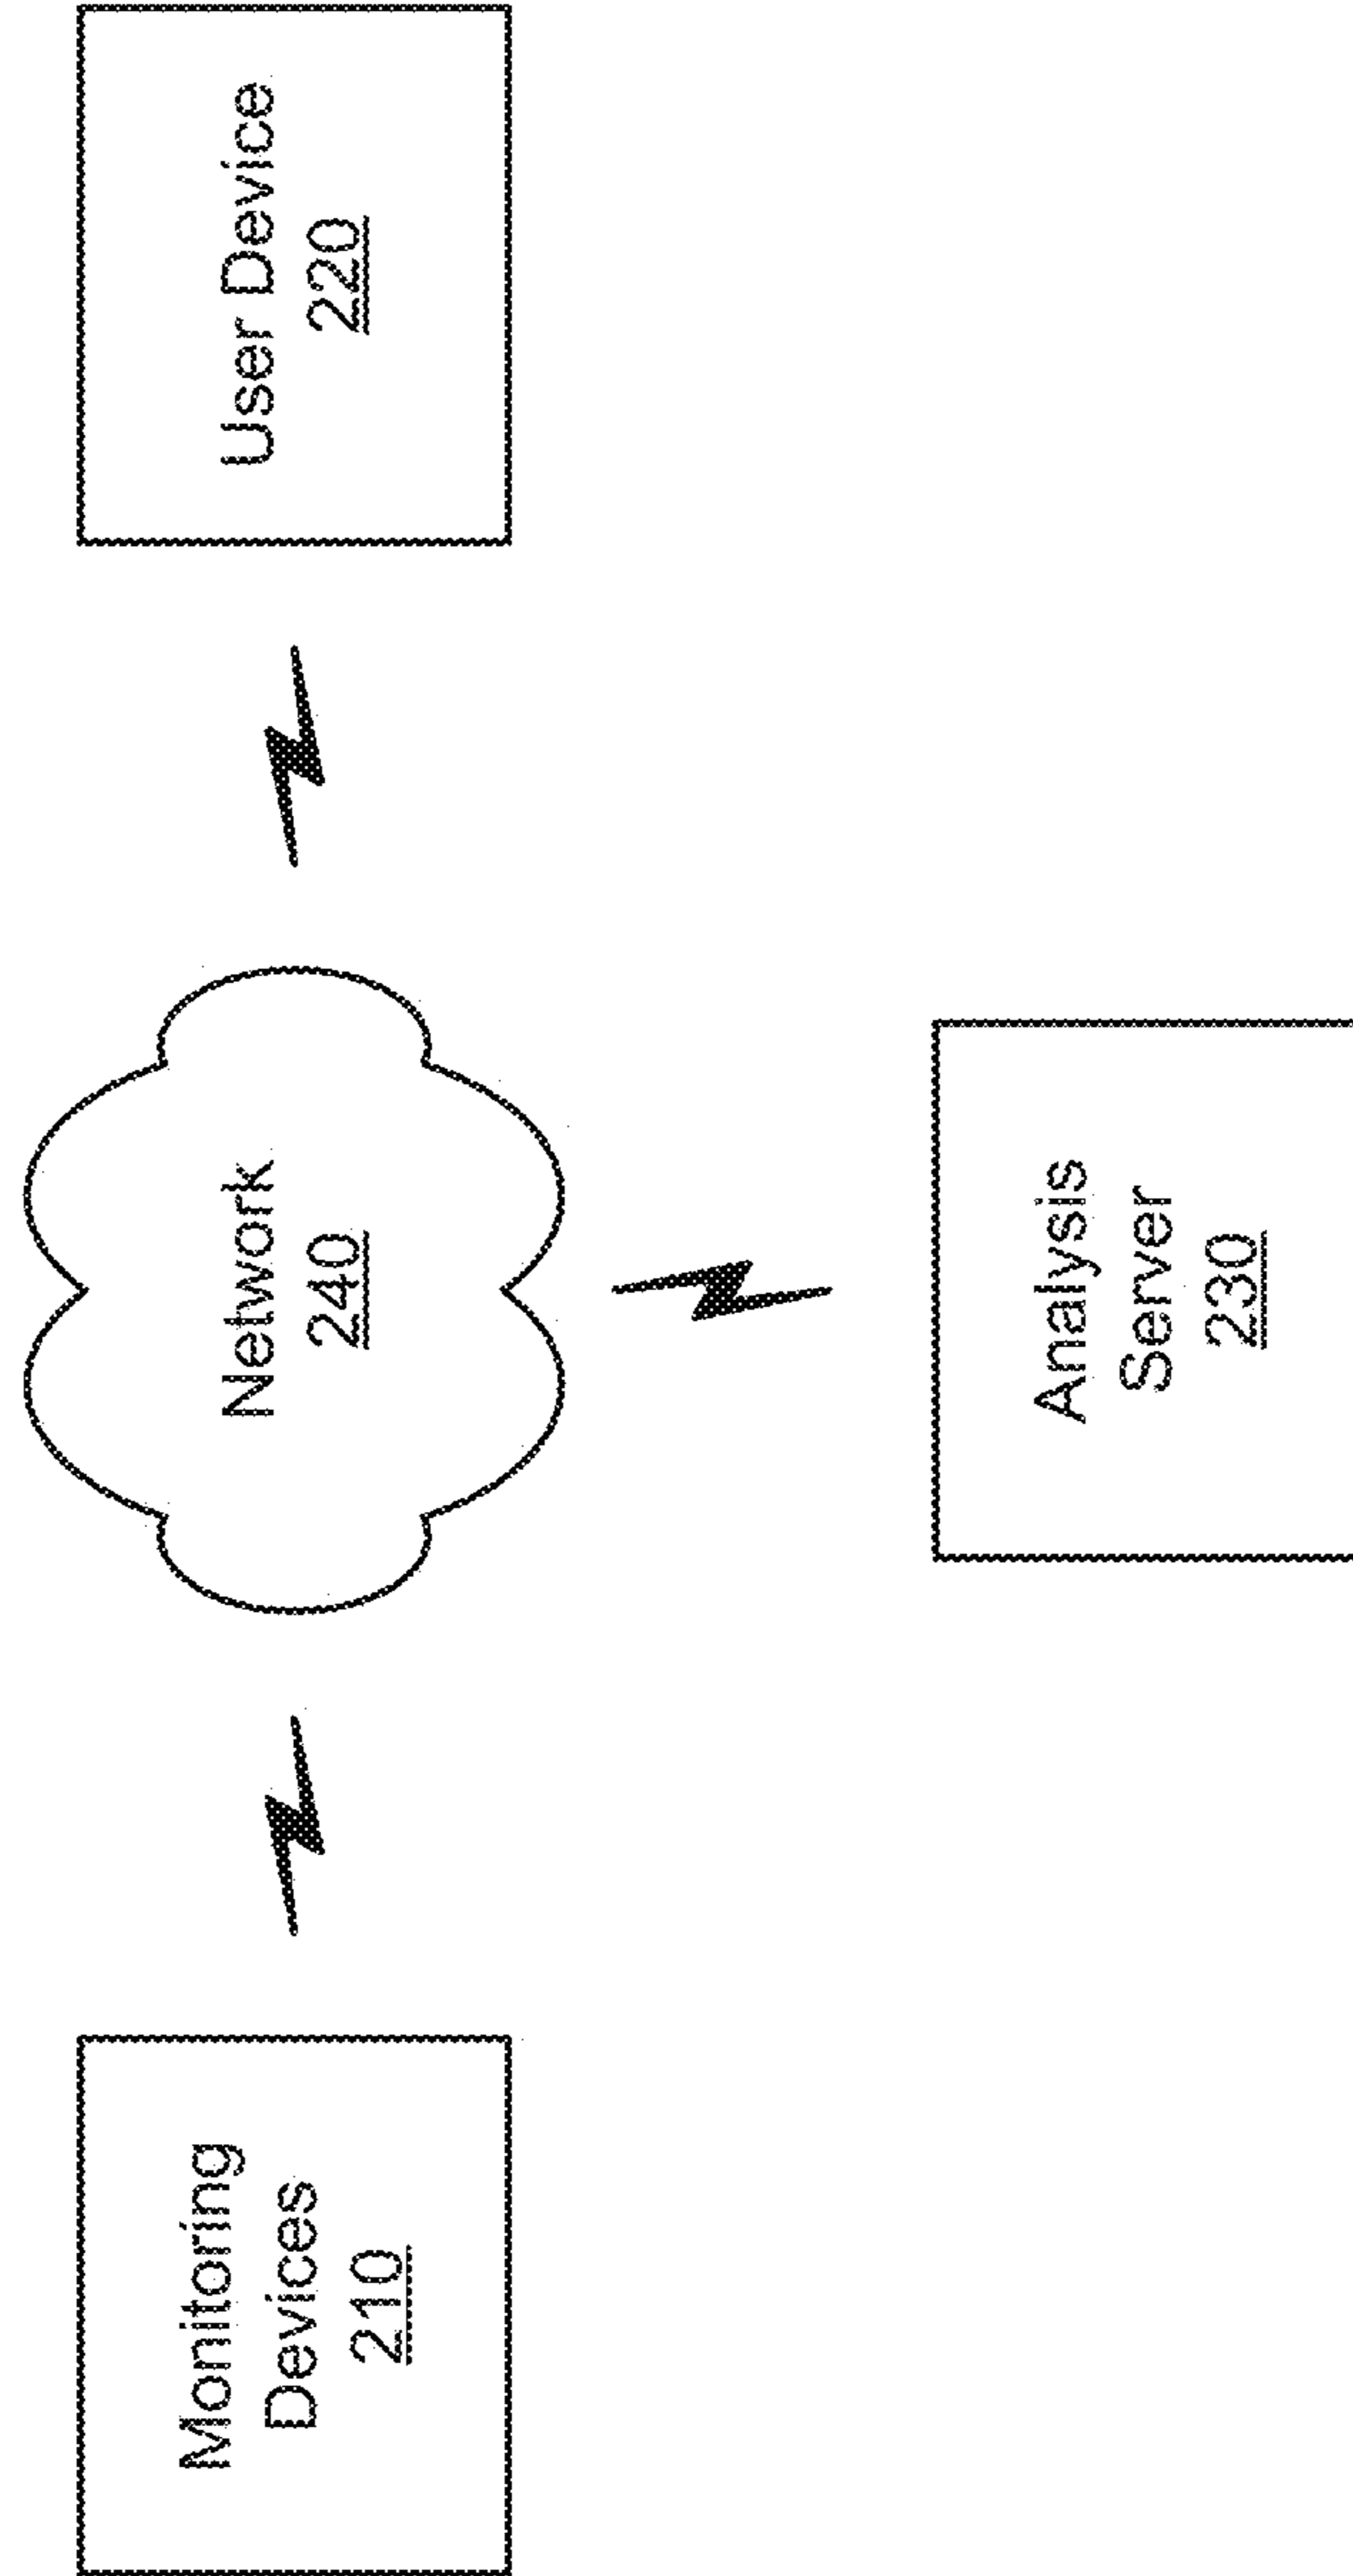 Monitoring
Devices
210
Network
240
User Device
220
Analysis
Server
230